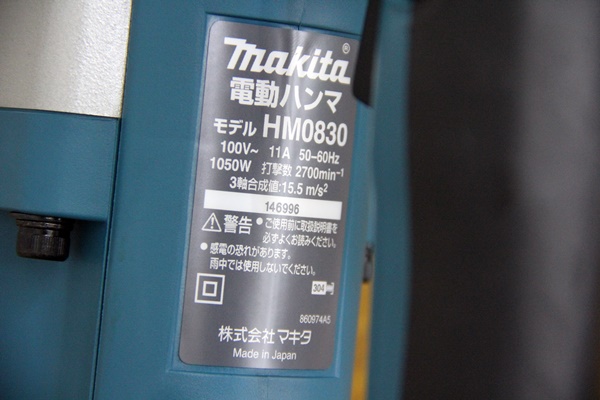 makita®
電動ハンマ
モデル HM0830
100V~ 11A 50-60Hz
1050W 打撃数 2700min⁻¹
3軸合成値:15.5 m/s²
146996
⚠警告 ● ご使用前に取扱説明書を
必ずよくお読みください。
● 感電の恐れがあります。
雨中では使用しないでください。
304
860974A5
株式会社マキタ
Made in Japan